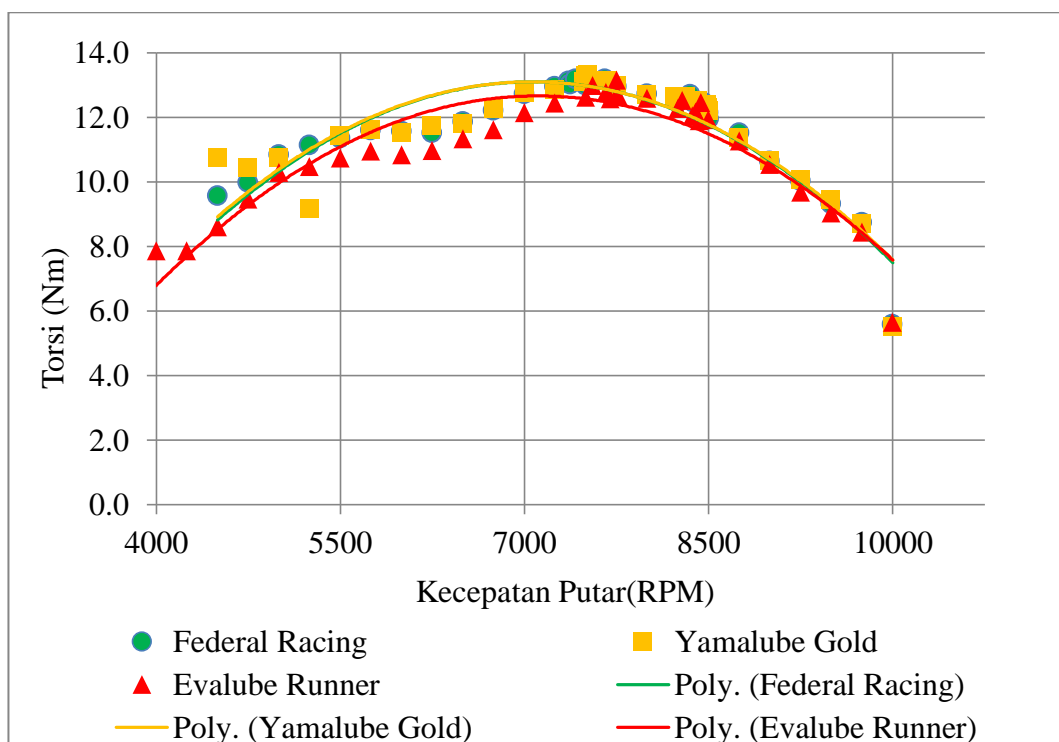 14.0
12.0
10.0
8.0
6.0
4.0
2.0
0.0
Torsi (Nm)
4000 5500 7000 8500 10000
Kecepatan Putar(RPM)
Federal Racing Yamalube Gold
Evalube Runner Poly. (Federal Racing)
Poly. (Yamalube Gold) Poly. (Evalube Runner)